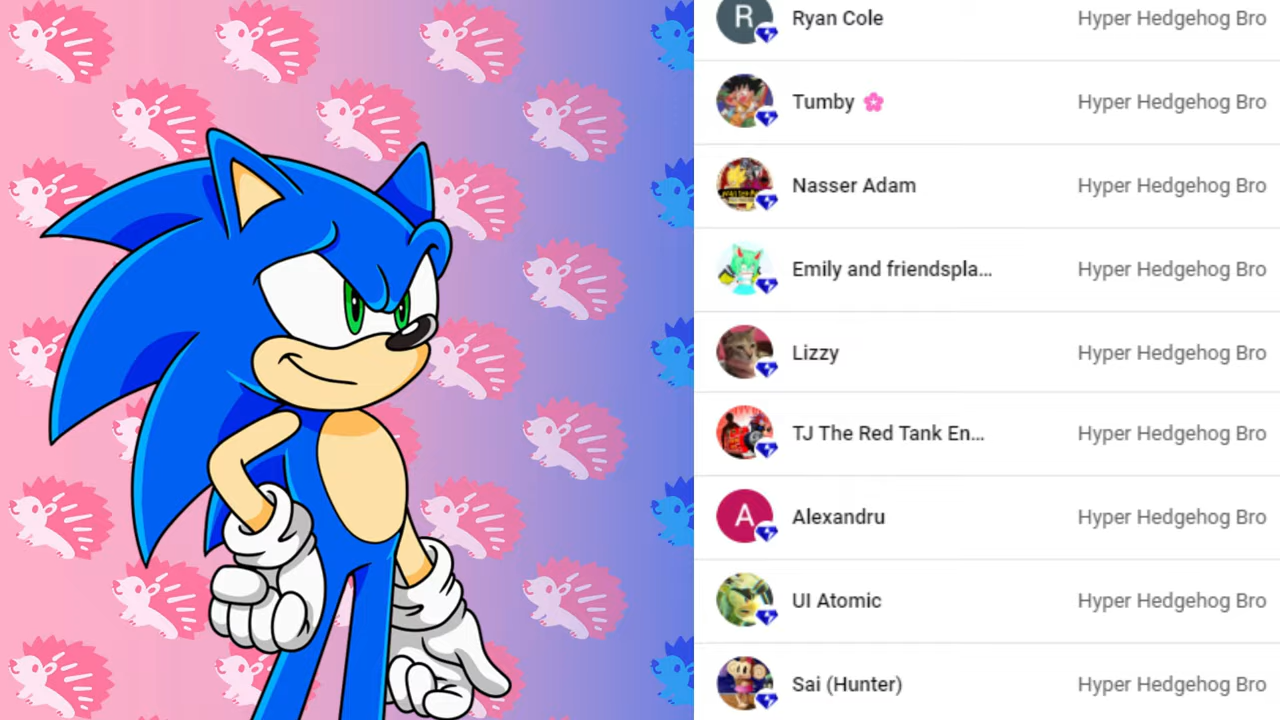 R Ryan Cole Hyper Hedgehog Bro
Tumby 🌸 Hyper Hedgehog Bro
Nasser Adam Hyper Hedgehog Bro
Emily and friendspla... Hyper Hedgehog Bro
Lizzy Hyper Hedgehog Bro
TJ The Red Tank En... Hyper Hedgehog Bro
A Alexandru Hyper Hedgehog Bro
UI Atomic Hyper Hedgehog Bro
Sai (Hunter) Hyper Hedgehog Bro